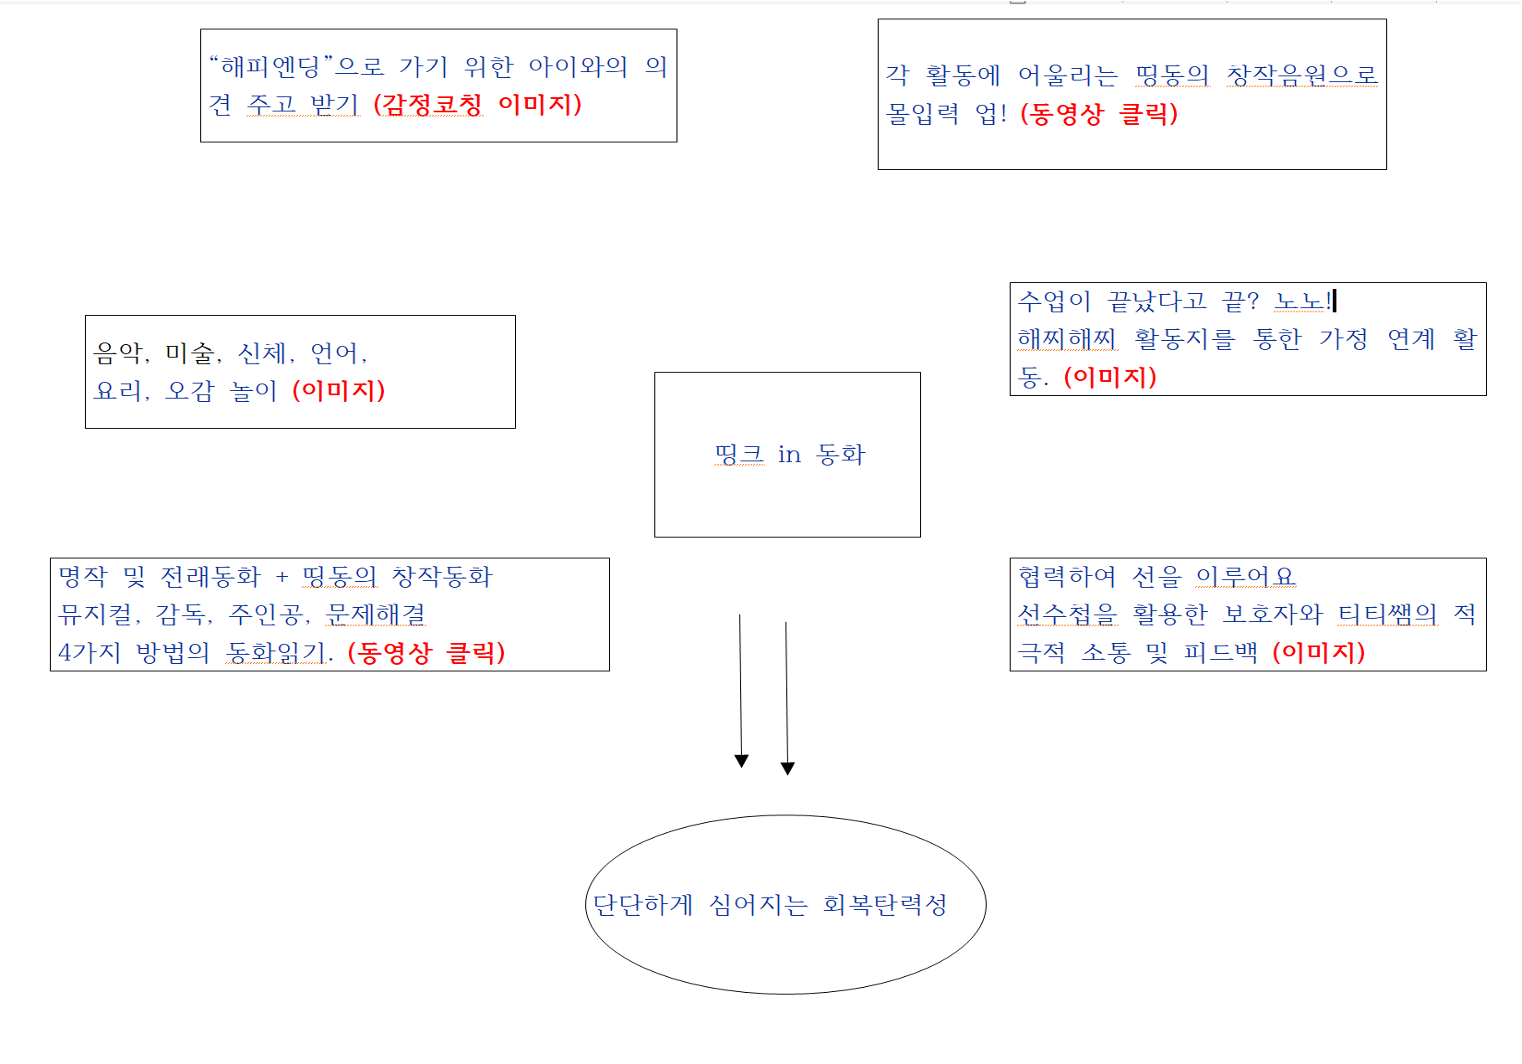 “해피엔딩”으로 가기 위한 아이와의 의
견 주고 받기 (감정코칭 이미지)
각 활동에 어울리는 띵동의 창작음원으로
몰입력 업! (동영상 클릭)
음악, 미술, 신체, 언어,
요리, 오감 놀이 (이미지)
수업이 끝났다고 끝? 노노!
해찌해찌 활동지를 통한 가정 연계 활
동. (이미지)
띵크 in 동화
명작 및 전래동화 + 띵동의 창작동화
뮤지컬, 감독, 주인공, 문제해결
4가지 방법의 동화읽기. (동영상 클릭)
협력하여 선을 이루어요
선수첩을 활용한 보호자와 티티쌤의 적
극적 소통 및 피드백 (이미지)
단단하게 심어지는 회복탄력성